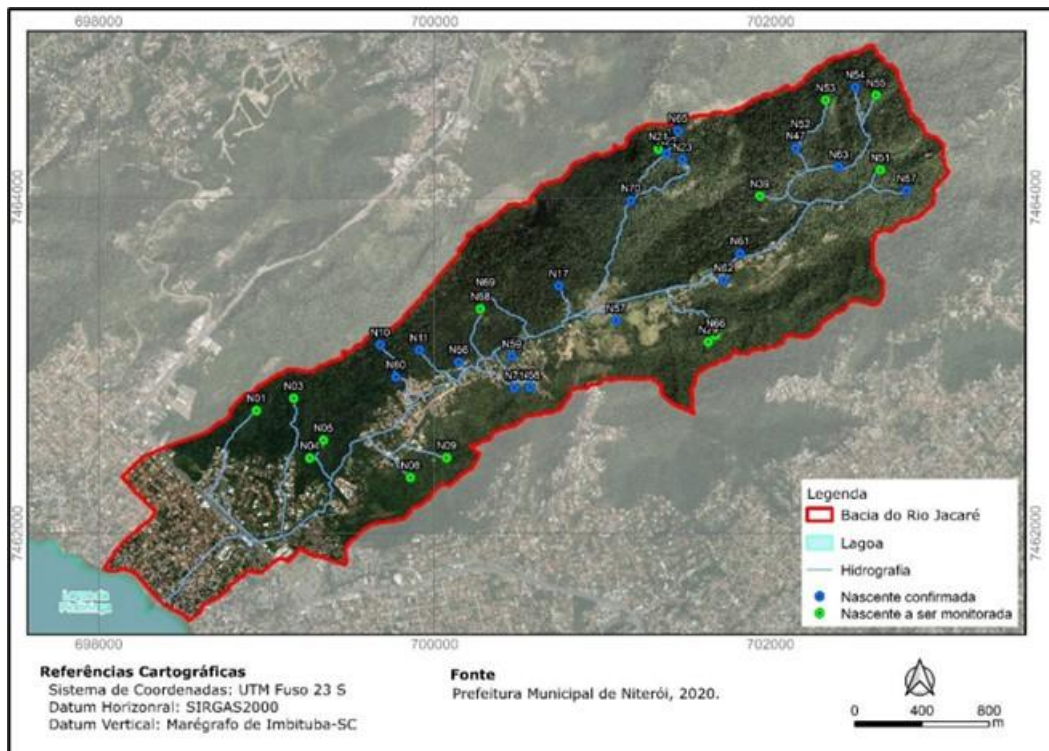 698000
700000
702000
N54
N53
N55
N65
N52
N21
N47
N23
N63
N51
N57
7464000
7464000
N70
N39
N61
N62
N17
N69
N68
N57
N66
N29
N10
N11
N56
N59
N60
N03
N01
N05
N04
N09
N08
Legenda
Bacia do Rio Jacaré
Lagoa
Hidrografia
Nascente confirmada
Nascente a ser monitorada
7462000
7462000
698000
700000
702000
Referências Cartográficas
Sistema de Coordenadas: UTM Fuso 23 S
Datum Horizonral: SIRGAS2000
Datum Vertical: Marégrafo de Imbituba-SC
Fonte
Prefeitura Municipal de Niterói, 2020.
0 400 800
m